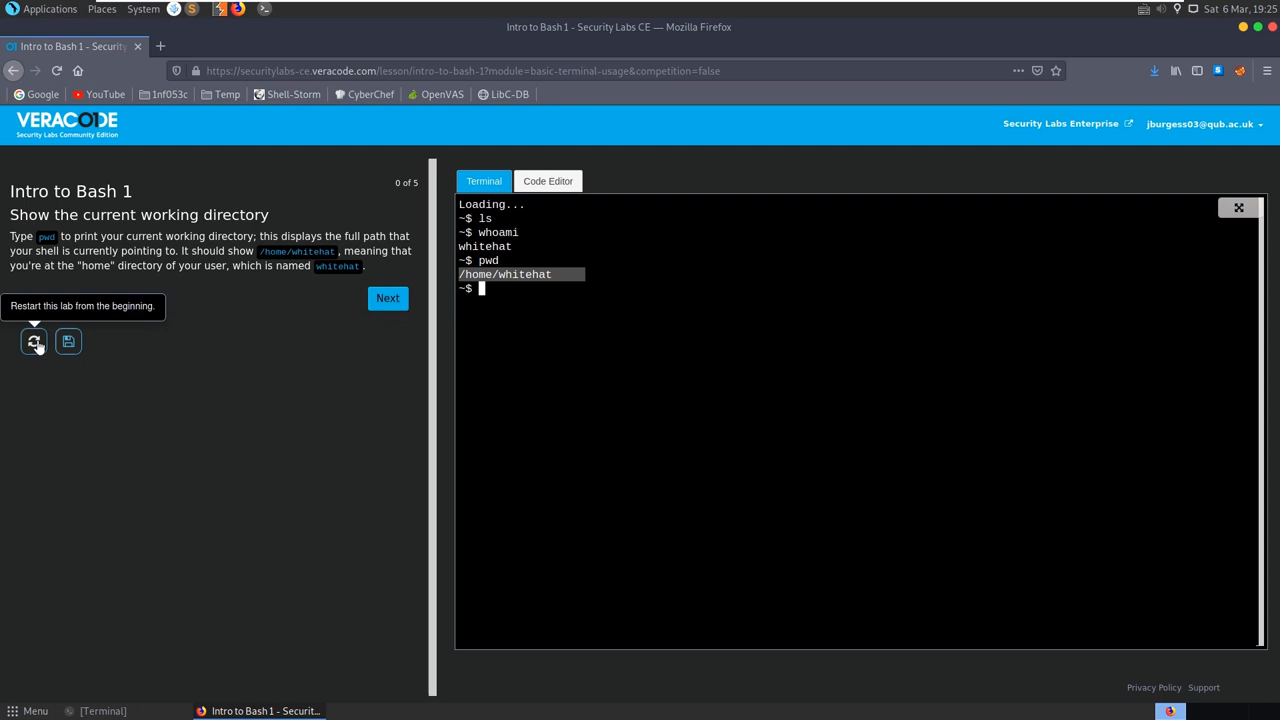 Applications Places System Sat 6 Mar, 19:25
Intro to Bash 1 - Security Labs CE — Mozilla Firefox
Intro to Bash 1 - Security
https://securitylabs-ce.veracode.com/lesson/intro-to-bash-1?module=basic-terminal-usage&competition=false
Google YouTube 1nf053c Temp Shell-Storm CyberChef OpenVAS LibC-DB
VERACODE
Security Labs Community Edition
Security Labs Enterprise jburgess03@qub.ac.uk
Intro to Bash 1
0 of 5
Show the current working directory
Type pwd to print your current working directory; this displays the full path that
your shell is currently pointing to. It should show /home/whitehat, meaning that
you're at the "home" directory of your user, which is named whitehat.
Next
Restart this lab from the beginning.
Terminal Code Editor
Loading...
~$ ls
~$ whoami
whitehat
~$ pwd
/home/whitehat
~$
Privacy Policy Support
Menu [Terminal] Intro to Bash 1 - Securit...